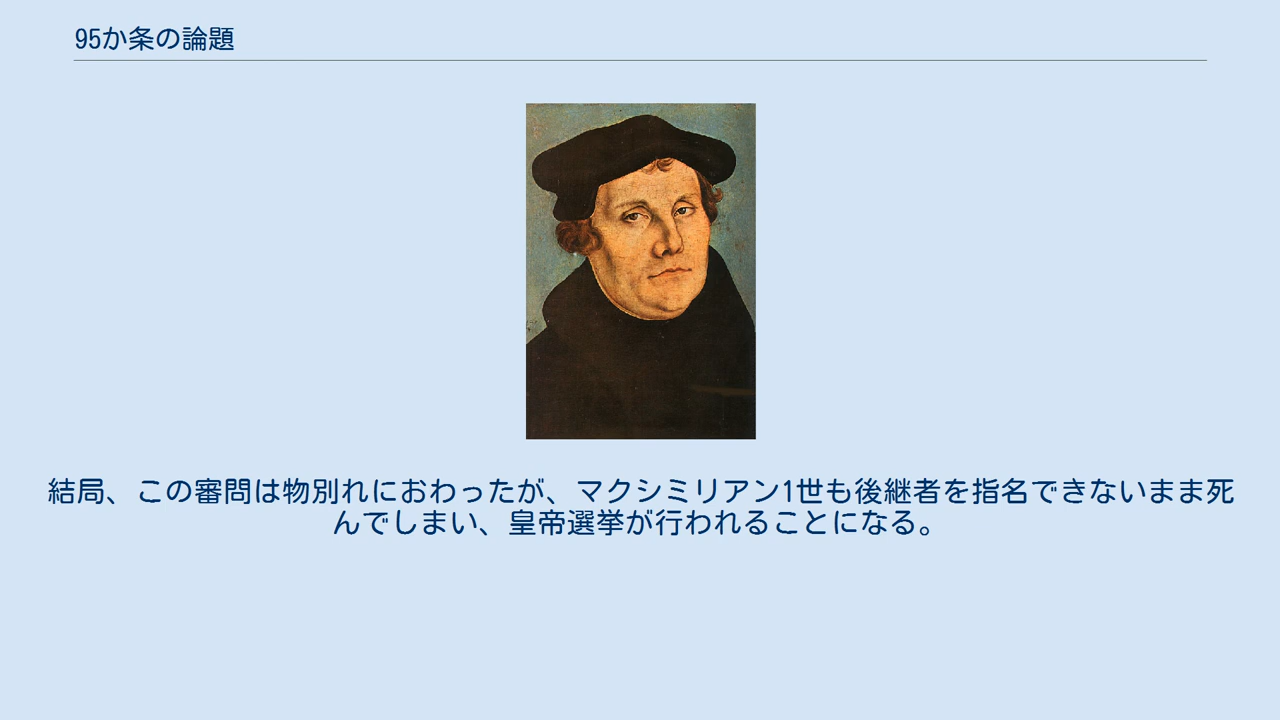 95か条の論題
結局、この審問は物別れにおわったが、マクシミリアン1世も後継者を指名できないまま死
んでしまい、皇帝選挙が行われることになる。